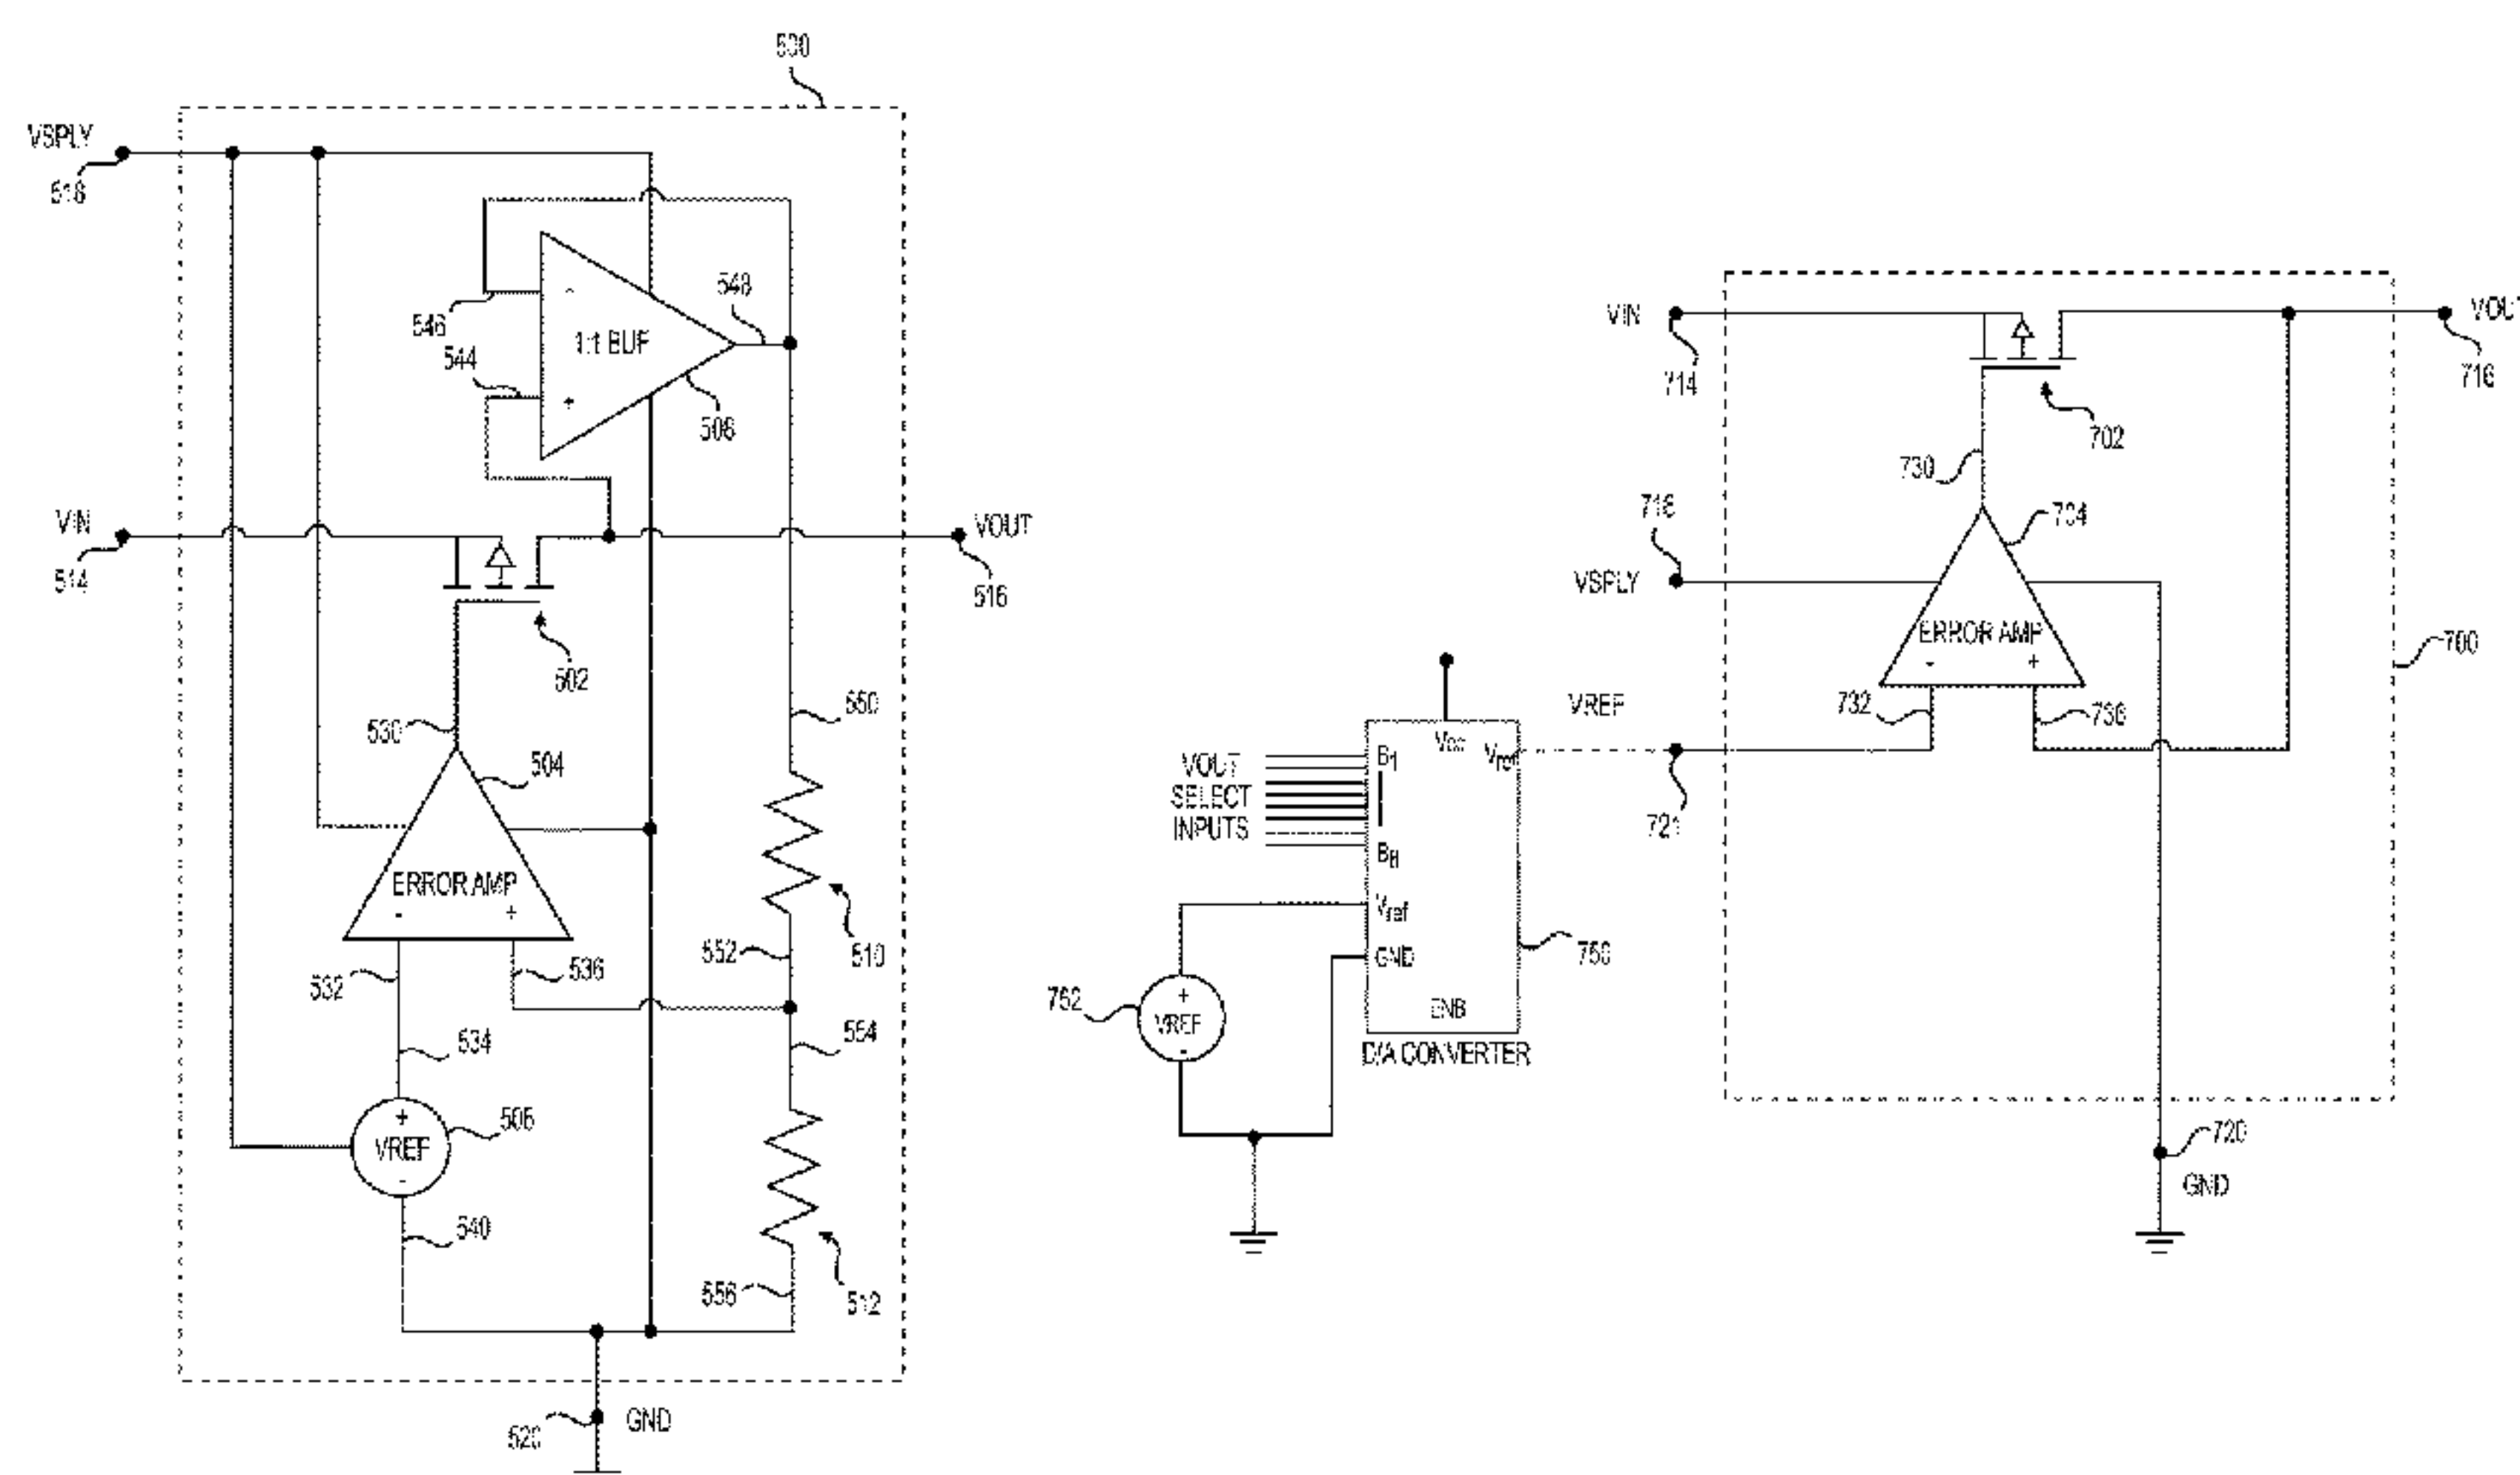 500
VSPLY
518
546
544
1:1 BUF
548
508
VIN
514
VOUT
516
502
530
504
ERROR AMP
550
510
552
532
536
534
554
VREF
506
540
556
512
520
GND
VIN
714
VOUT
716
702
730
718
VSPLY
704
ERROR AMP
700
732
736
VREF
721
VOUT
SELECT
INPUTS
B1
B8
Vcc
Vref
Vref
GND
ENB
D/A CONVERTER
750
752
VREF
720
GND